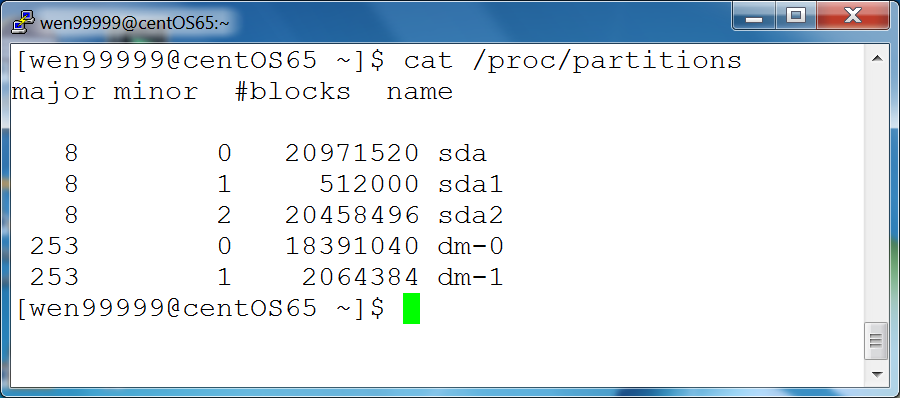 wen99999@centOS65:~
[wen99999@centOS65 ~]$ cat /proc/partitions
major minor  #blocks  name

   8        0   20971520 sda
   8        1     512000 sda1
   8        2   20458496 sda2
 253        0   18391040 dm-0
 253        1    2064384 dm-1
[wen99999@centOS65 ~]$